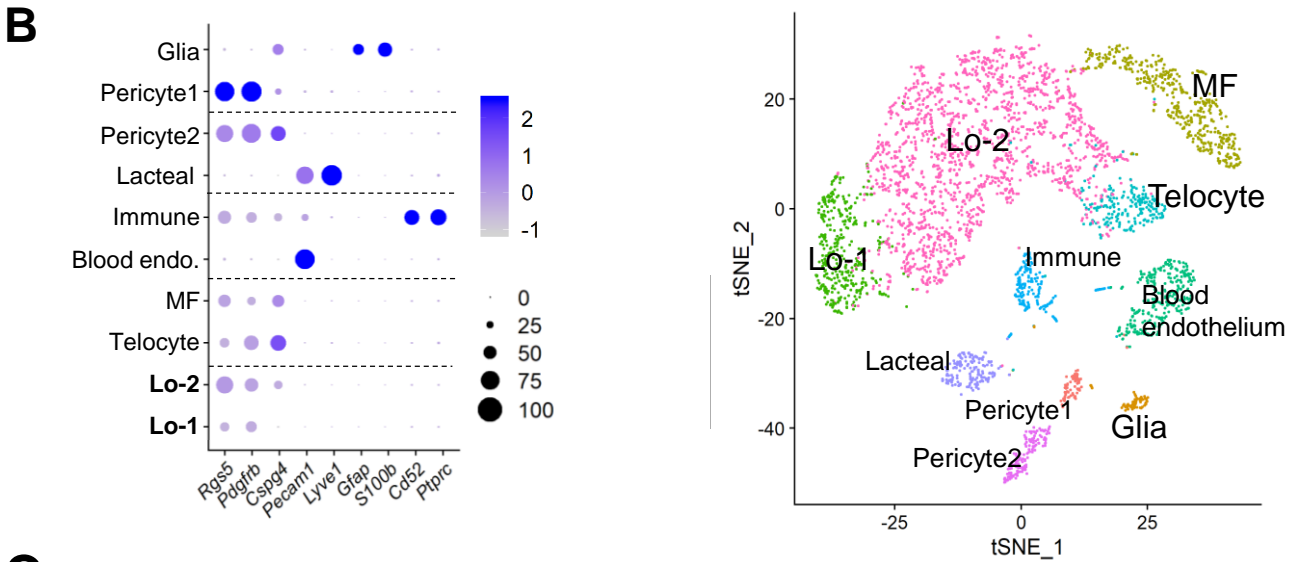 B
Glia
Pericyte1
Pericyte2
Lacteal
Immune
Blood endo.
MF
Telocyte
Lo-2
Lo-1
Rgs5
Pdgfrb
Cspg4
Pecam1
Lyve1
Gfap
S100b
Cd52
Ptprc
2
1
0
-1
0
25
50
75
100
tSNE_2
20
0
-20
-40
MF
Lo-2
Telocyte
Lo-1
Immune
Blood
endothelium
Lacteal
Pericyte1
Glia
Pericyte2
-25
0
25
tSNE_1